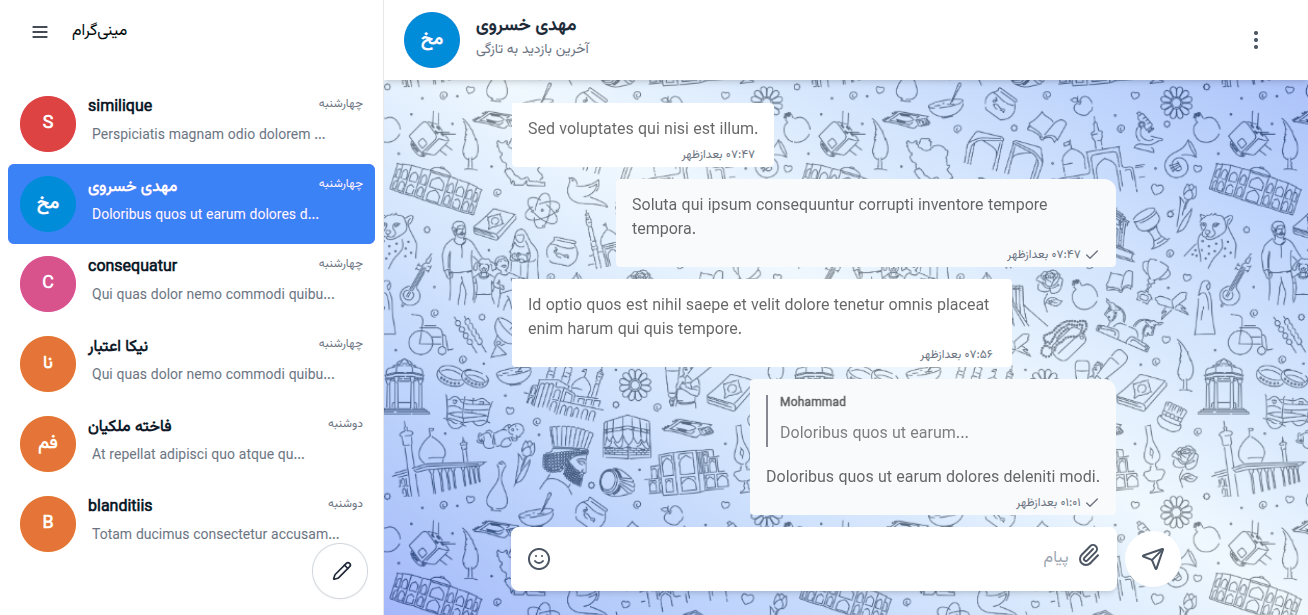 مینی‌گرام
similique
چهارشنبه
Perspiciatis magnam odio dolorem ...
S
مهدی خسروی
چهارشنبه
Doloribus quos ut earum dolores d...
مخ
consequatur
چهارشنبه
Qui quas dolor nemo commodi quibu...
C
نیکا اعتبار
چهارشنبه
Qui quas dolor nemo commodi quibu...
نا
فاخته ملکیان
دوشنبه
At repellat adipisci quo atque qu...
فم
blanditiis
دوشنبه
Totam ducimus consectetur accusam...
B
مخ
مهدی خسروی
آخرین بازدید به تازگی
Sed voluptates qui nisi est illum.
۰۷:۴۷ بعدازظهر
Soluta qui ipsum consequuntur corrupti inventore tempore
tempora.
۰۷:۴۷ بعدازظهر
Id optio quos est nihil saepe et velit dolore tenetur omnis placeat
enim harum qui quis tempore.
۰۷:۵۶ بعدازظهر
Mohammad
Doloribus quos ut earum...
Doloribus quos ut earum dolores deleniti modi.
۰۱:۰۱ بعدازظهر
پیام